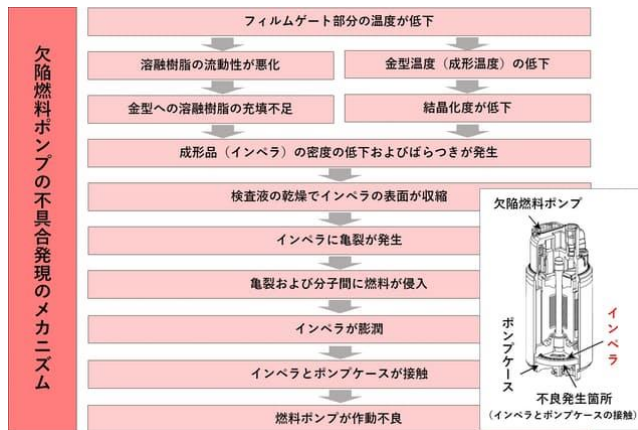 欠陥燃料ポンプの不具合発現のメカニズム
フィルムゲート部分の温度が低下
溶融樹脂の流動性が悪化
金型温度（成形温度）の低下
金型への溶融樹脂の充填不足
結晶化度が低下
成形品（インペラ）の密度の低下およびばらつきが発生
検査液の乾燥でインペラの表面が収縮
インペラに亀裂が発生
亀裂および分子間に燃料が侵入
インペラが膨潤
インペラとポンプケースが接触
燃料ポンプが作動不良
欠陥燃料ポンプ
インペラ
ポンプケース
不良発生箇所
（インペラとポンプケースの接触）